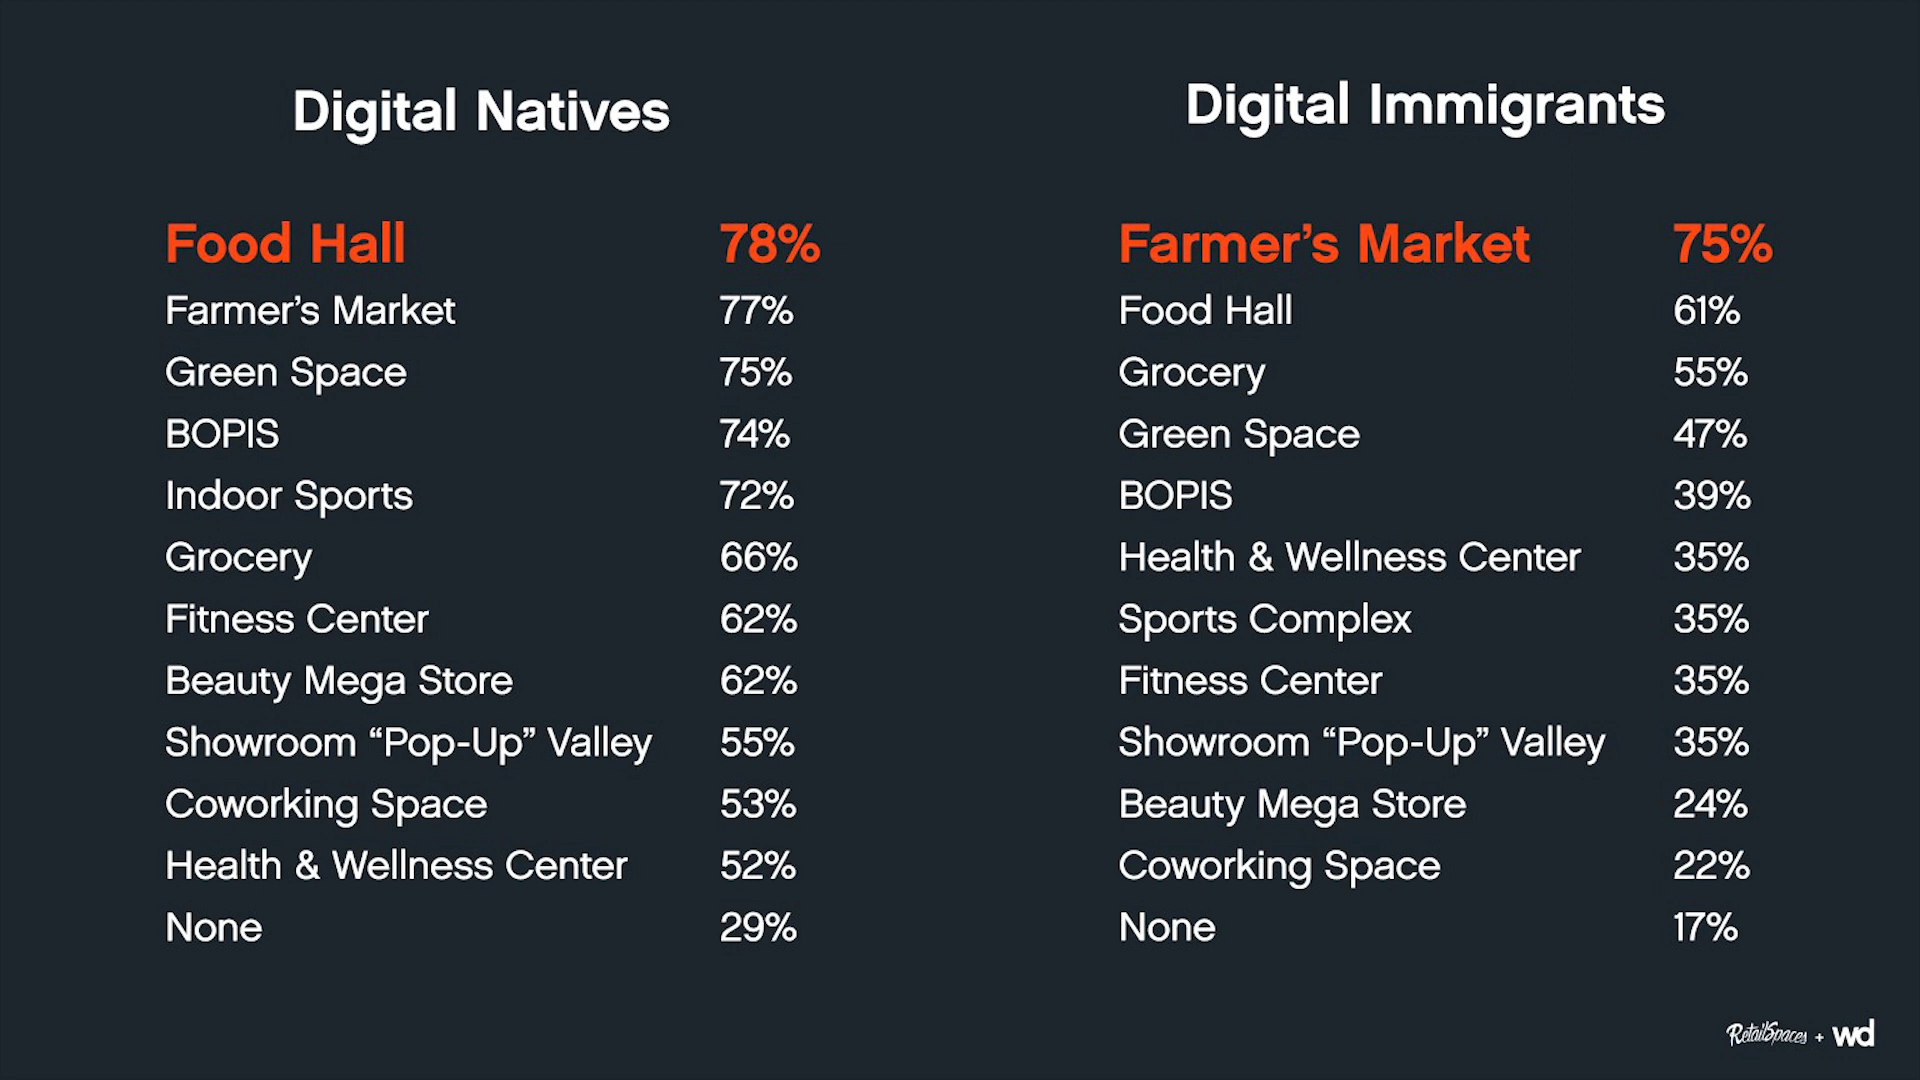 Digital Natives
Food Hall 78%
Farmer’s Market 77%
Green Space 75%
BOPIS 74%
Indoor Sports 72%
Grocery 66%
Fitness Center 62%
Beauty Mega Store 62%
Showroom “Pop-Up” Valley 55%
Coworking Space 53%
Health & Wellness Center 52%
None 29%
Digital Immigrants
Farmer’s Market 75%
Food Hall 61%
Grocery 55%
Green Space 47%
BOPIS 39%
Health & Wellness Center 35%
Sports Complex 35%
Fitness Center 35%
Showroom “Pop-Up” Valley 35%
Beauty Mega Store 24%
Coworking Space 22%
None 17%
RetailSpaces + wd